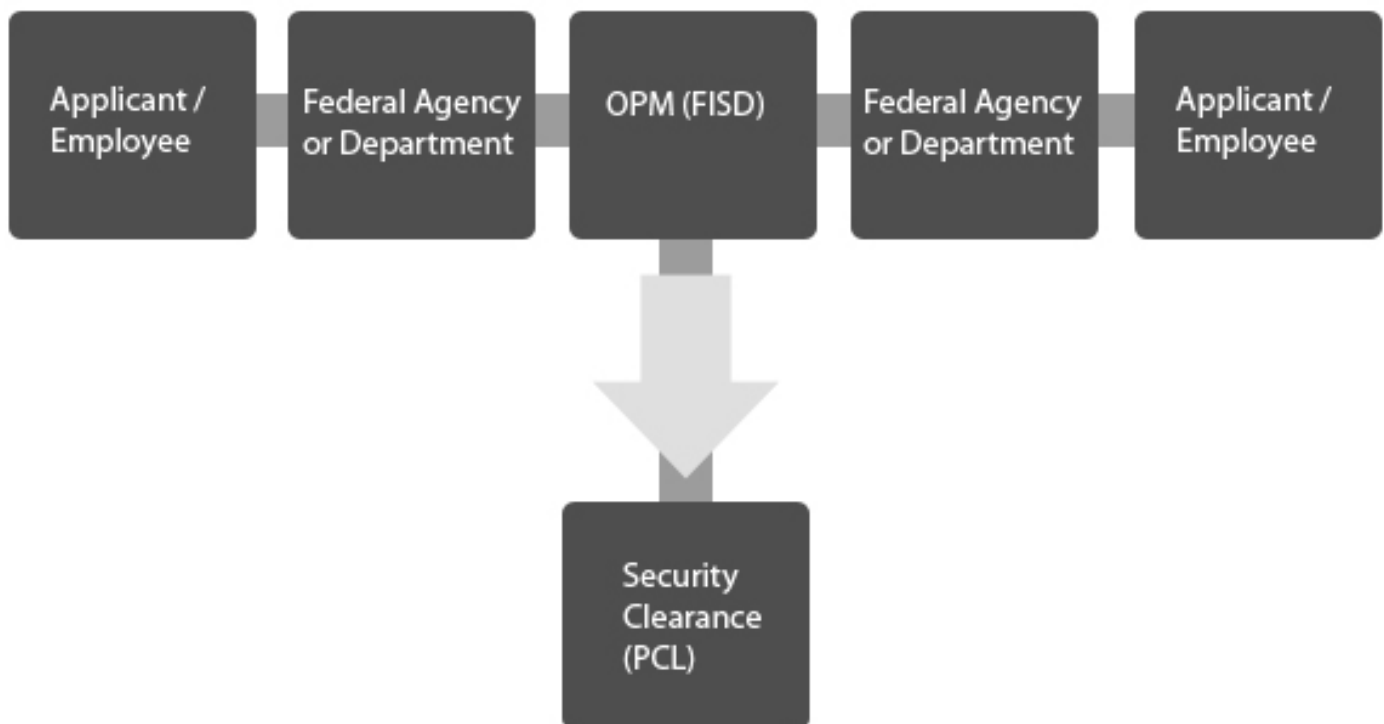 Applicant /
Employee
Federal Agency
or Department
OPM (FISD)
Federal Agency
or Department
Applicant /
Employee
Security
Clearance
(PCL)